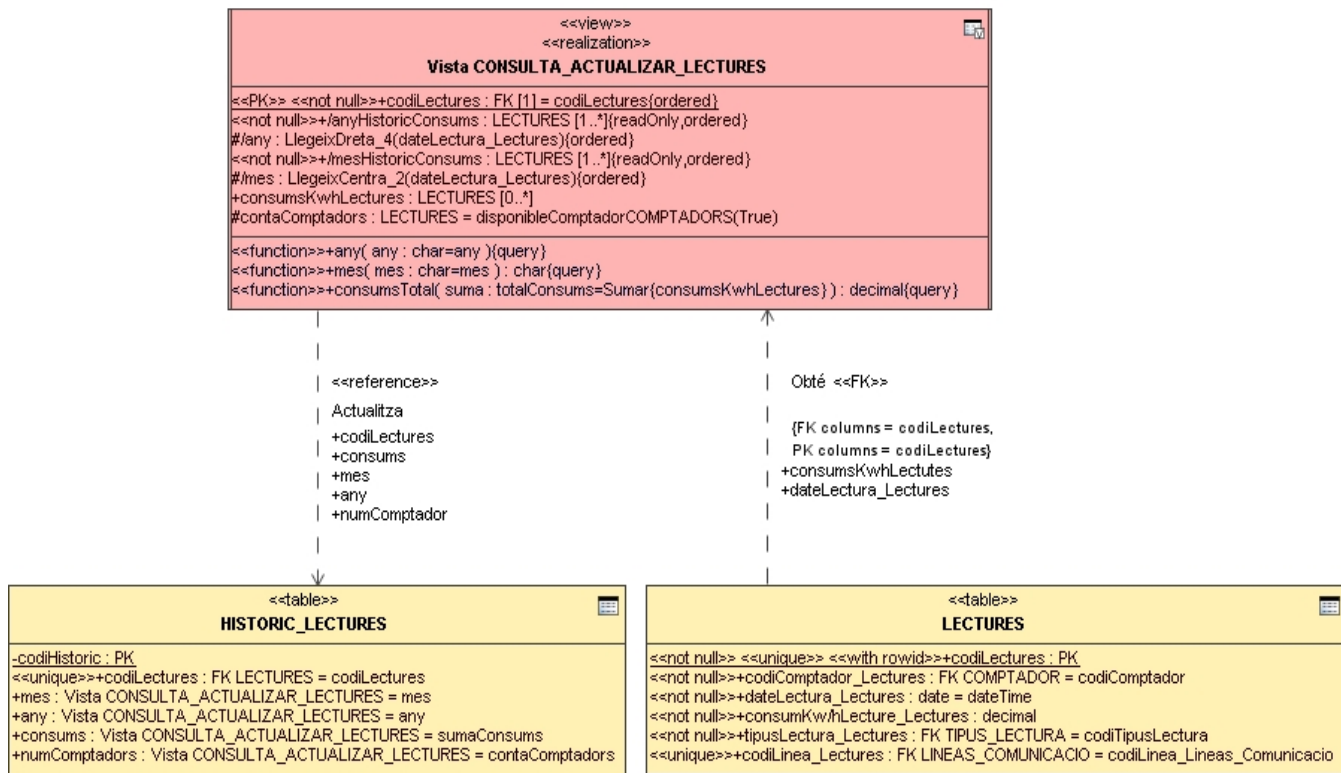 <<view>>
<<realization>>
Vista CONSULTA_ACTUALIZAR_LECTURES
<<PK>> <<not null>>+codiLectures : FK [1] = codiLectures{ordered}
<<not null>>+/anyHistoricConsums : LECTURES [1..*]{readOnly,ordered}
#/any : LlegeixDreta_4(dateLectura_Lectures){ordered}
<<not null>>+/mesHistoricConsums : LECTURES [1..*]{readOnly,ordered}
#/mes : LlegeixCentra_2(dateLectura_Lectures){ordered}
+consumsKwhLectures : LECTURES [0..*]
#contaComptadors : LECTURES = disponibleComptadorCOMPTADORS(True)
<<function>>+any( any : char=any ){query}
<<function>>+mes( mes : char=mes ) : char{query}
<<function>>+consumsTotal( suma : totalConsums=Sumar{consumsKwhLectures} ) : decimal{query}
<<reference>>
Actualitza
+codiLectures
+consums
+mes
+any
+numComptador
Obté <<FK>>
{FK columns = codiLectures,
PK columns = codiLectures}
+consumsKwhLectutes
+dateLectura_Lectures
<<table>>
HISTORIC_LECTURES
-codiHistoric : PK
<<unique>>+codiLectures : FK LECTURES = codiLectures
+mes : Vista CONSULTA_ACTUALIZAR_LECTURES = mes
+any : Vista CONSULTA_ACTUALIZAR_LECTURES = any
+consums : Vista CONSULTA_ACTUALIZAR_LECTURES = sumaConsums
+numComptadors : Vista CONSULTA_ACTUALIZAR_LECTURES = contaComptadors
<<table>>
LECTURES
<<not null>> <<unique>> <<with rowid>>+codiLectures : PK
<<not null>>+codiComptador_Lectures : FK COMPTADOR = codiComptador
<<not null>>+dateLectura_Lectures : date = dateTime
<<not null>>+consumKw/hLecture_Lectures : decimal
<<not null>>+tipusLectura_Lectures : FK TIPUS_LECTURA = codiTipusLectura
<<unique>>+codiLinea_Lectures : FK LINEAS_COMUNICACIO = codiLinea_Lineas_Comunicacio